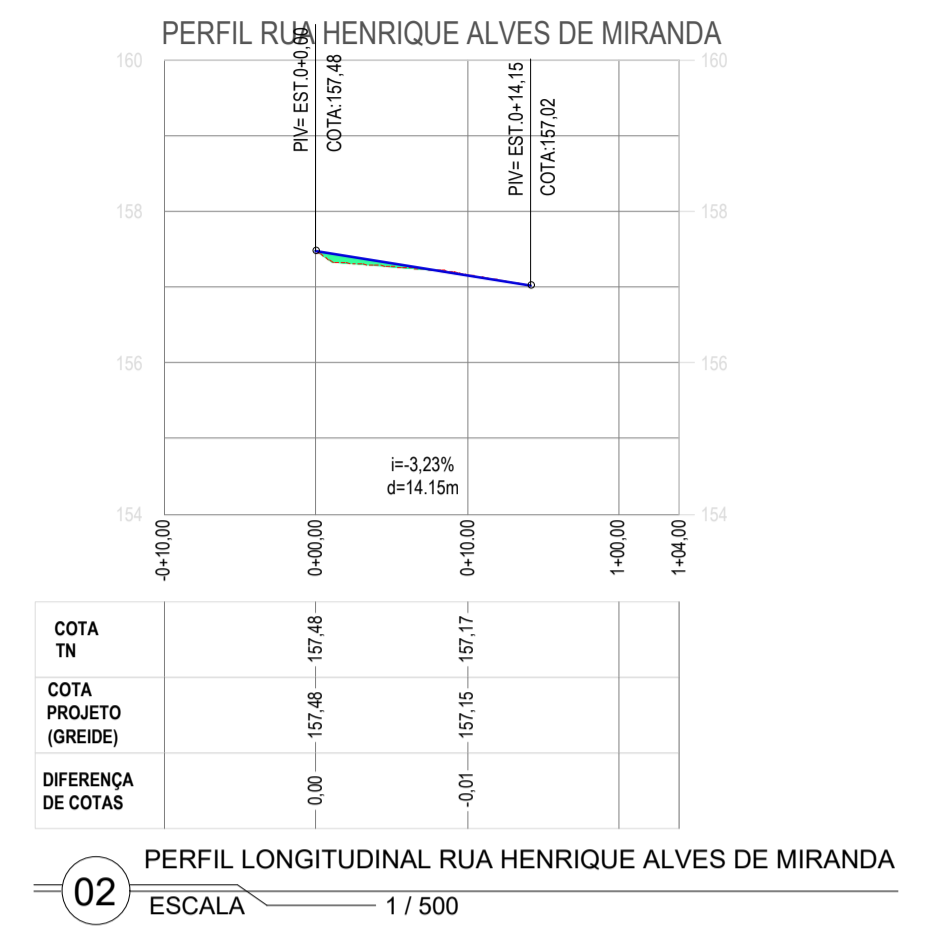 PERFIL RUA HENRIQUE ALVES DE MIRANDA
160
160
PIV= EST.0+0,00
COTA:157,48
PIV= EST.0+14,15
COTA:157,02
158
158
156
156
i=-3,23%
d=14.15m
154
154
-0+10,00
0+00,00
0+10.00
1+00,00
1+04,00
COTA
TN
157,48
157,17
COTA
PROJETO
(GREIDE)
157,48
157,15
DIFERENÇA
DE COTAS
0,00
-0,01
02
PERFIL LONGITUDINAL RUA HENRIQUE ALVES DE MIRANDA
ESCALA
1 / 500